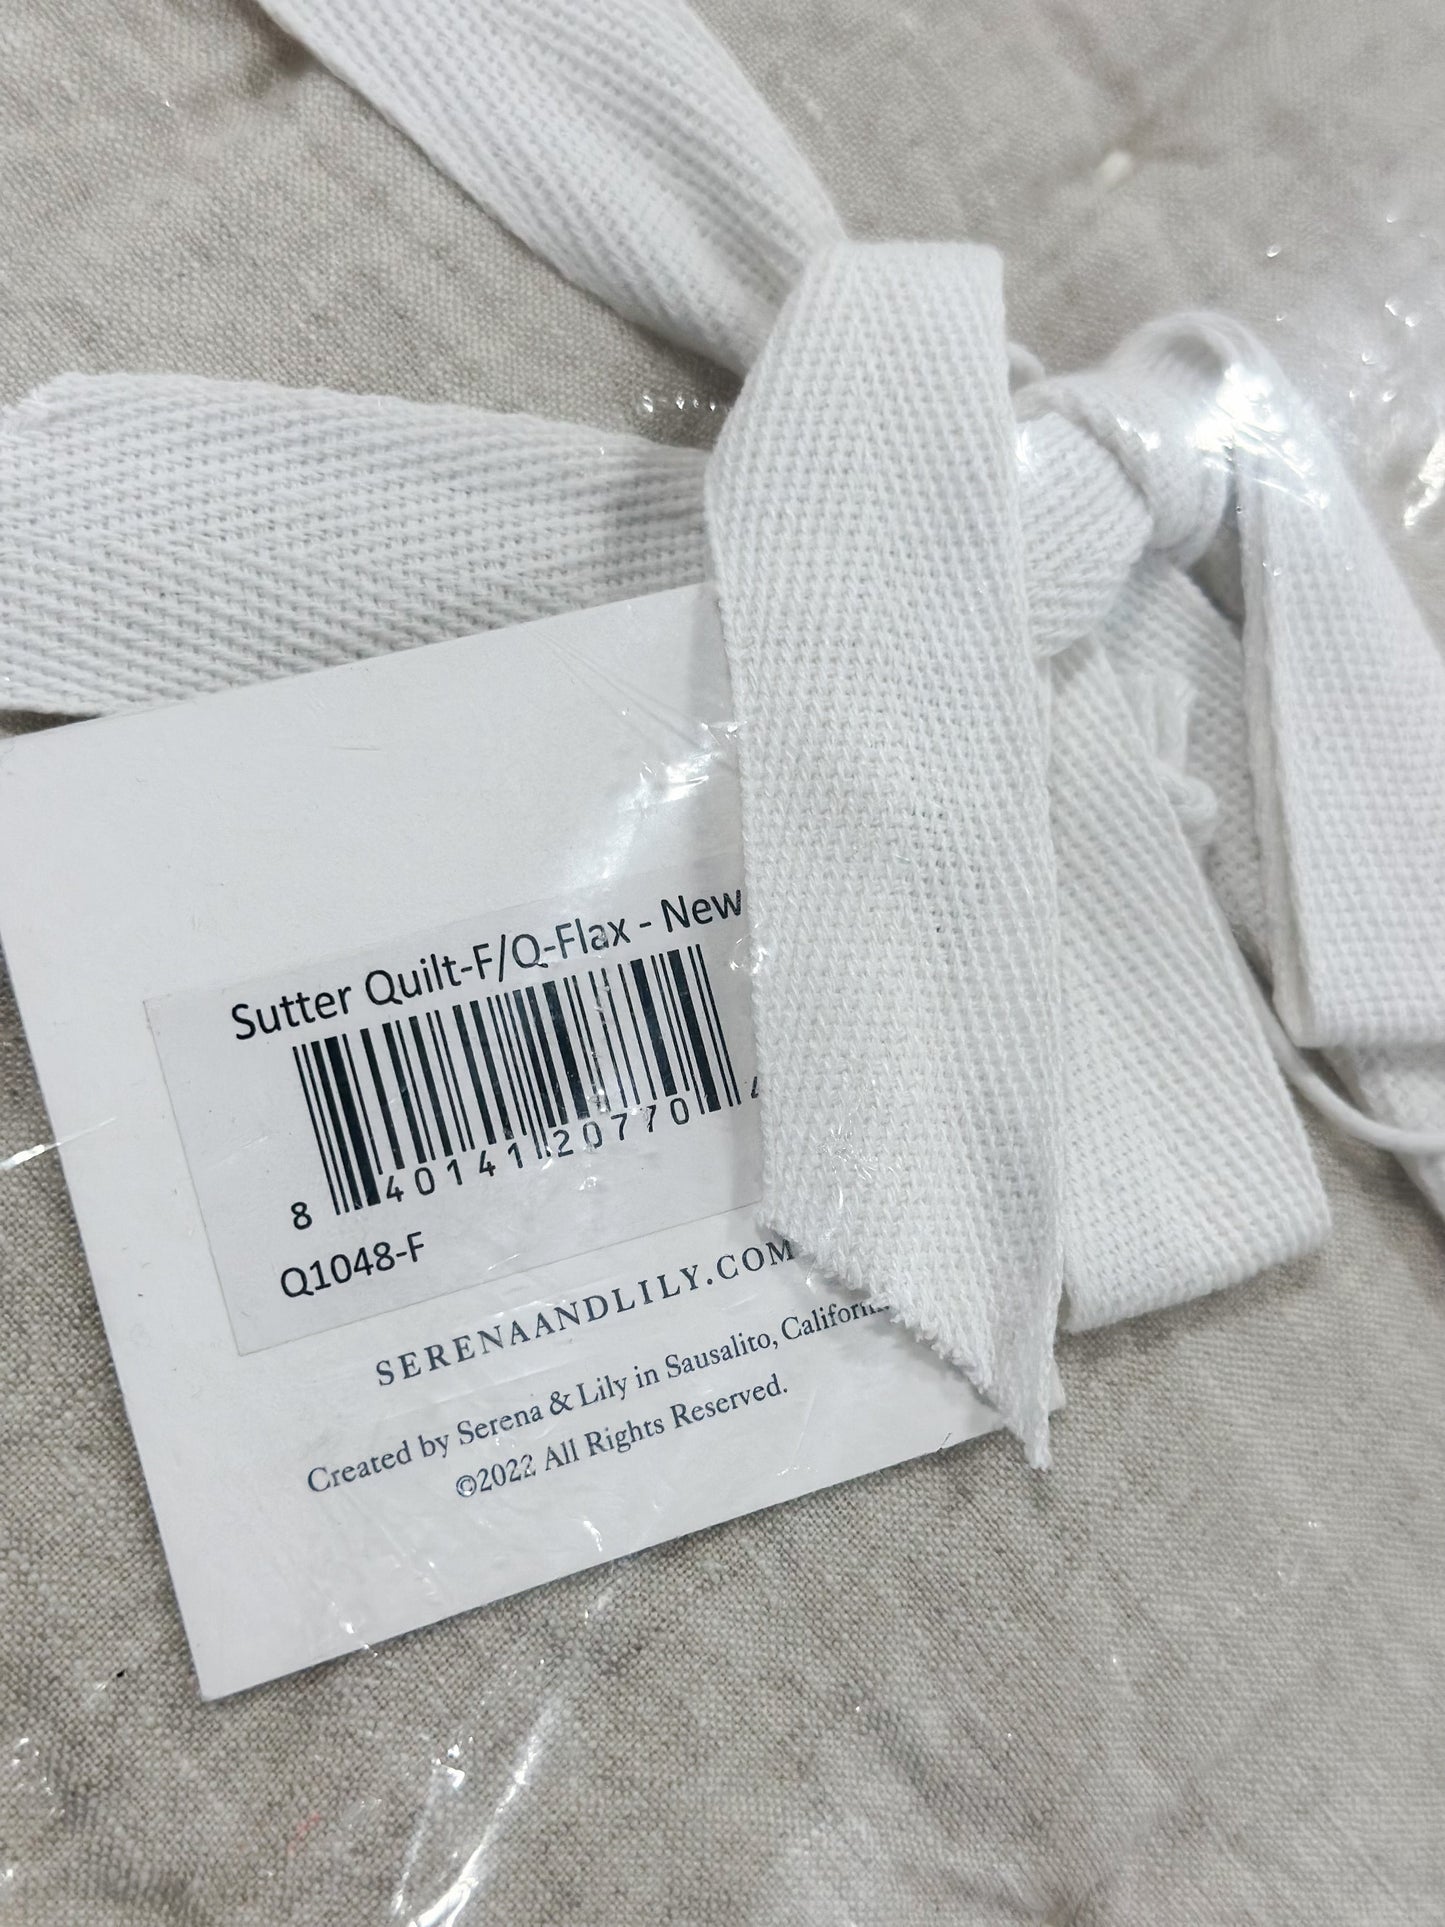 Sutter Quilt-F/Q-Flax - New
8 40141 20770
Q1048-F
SERENAANDLILY.COM
Created by Serena & Lily in Sausalito,
©2022 All Rights Reserved.